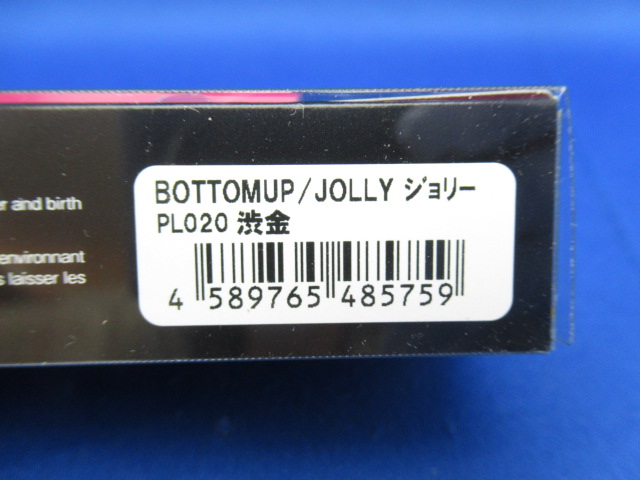 BOTTOMUP/JOLLY ジョリー
PL020 渋金
4 589765 485759
r and birth
environnant
s laisser les